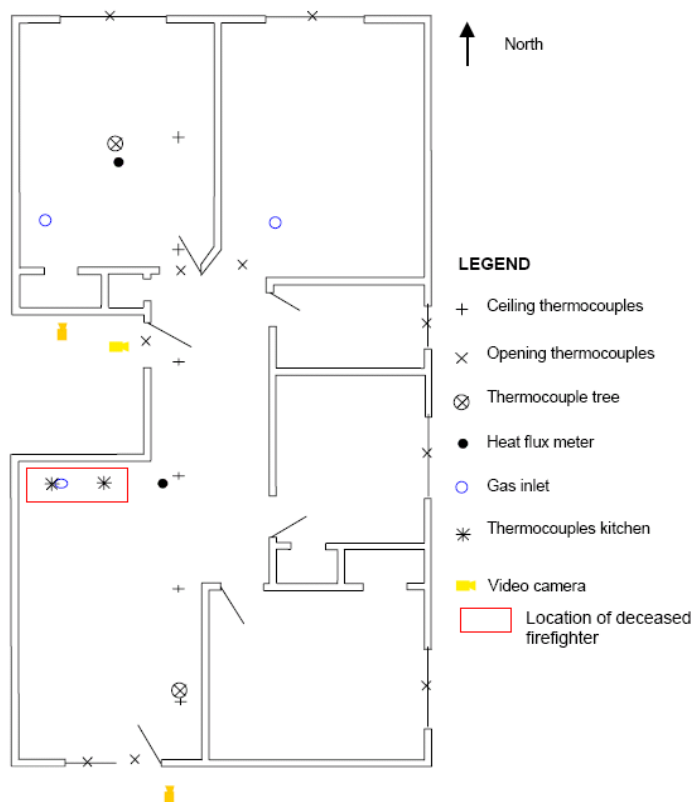 North
LEGEND
Ceiling thermocouples
Opening thermocouples
Thermocouple tree
Heat flux meter
Gas inlet
Thermocouples kitchen
Video camera
Location of deceased
firefighter